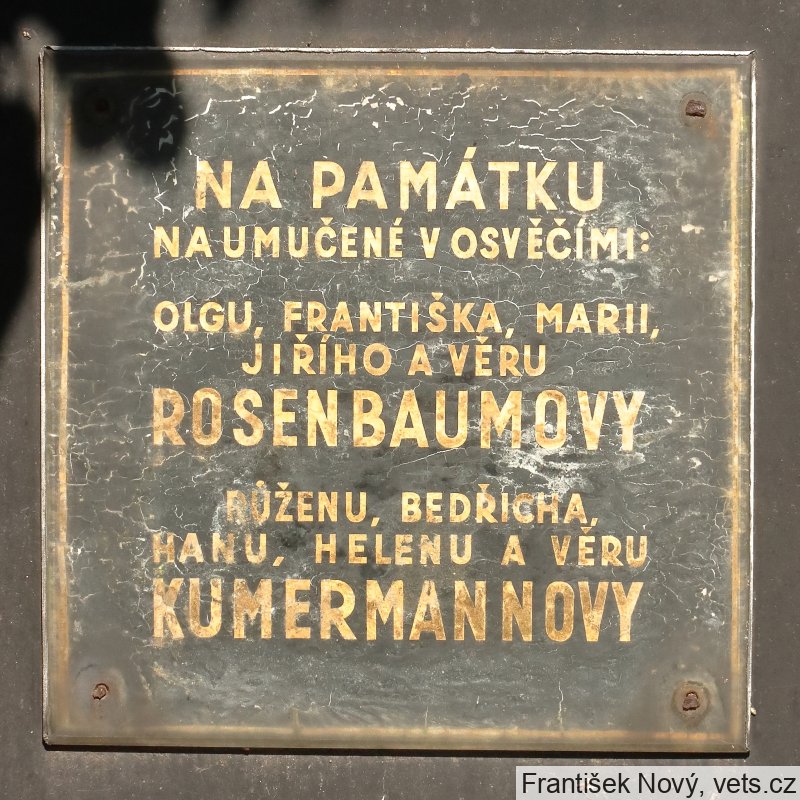 NA PAMÁTKU
NA UMUČENÉ V OSVĚČÍMI:
OLGU, FRANTIŠKA, MARII,
JIŘÍHO A VĚRU
ROSENBAUMOVY
RŮŽENU, BEDŘICHA,
HANU, HELENU A VĚRU
KUMERMANNOVY
František Nový, vets.cz